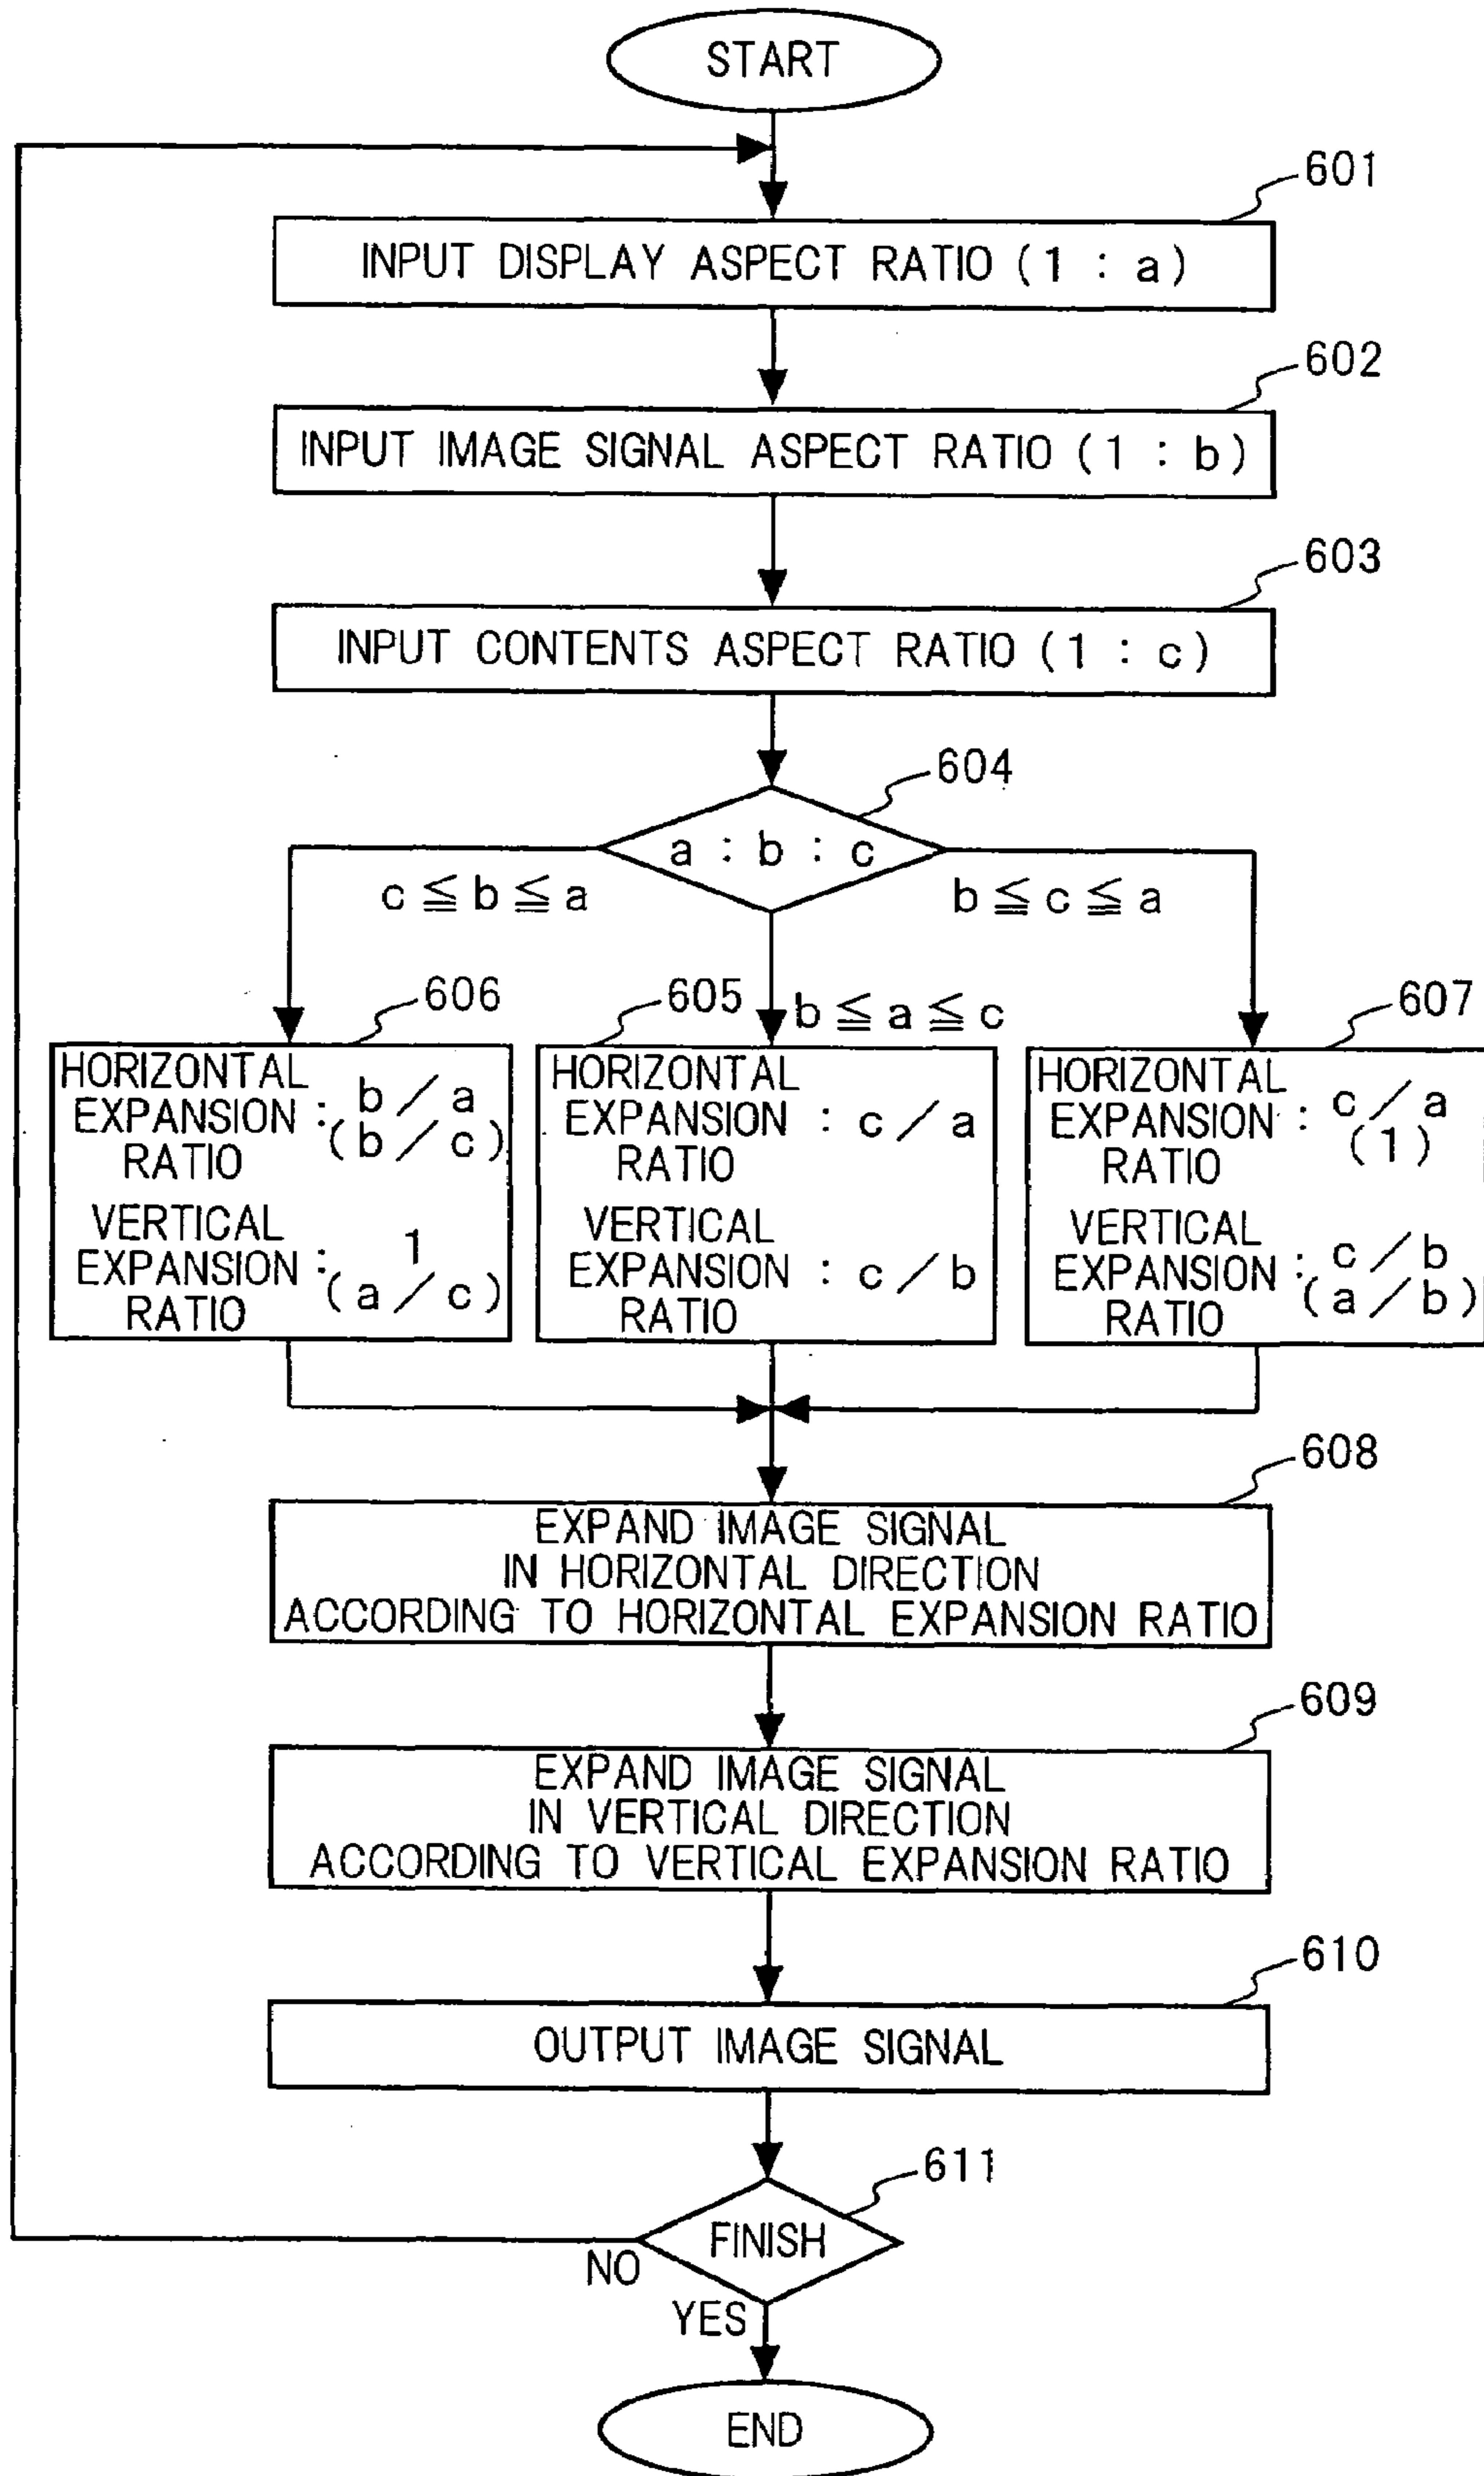 START
601
INPUT DISPLAY ASPECT RATIO (1 : a)
602
INPUT IMAGE SIGNAL ASPECT RATIO (1 : b)
603
INPUT CONTENTS ASPECT RATIO (1 : c)
604
a : b : c
c ≦ b ≦ a
b ≦ c ≦ a
b ≦ a ≦ c
606
HORIZONTAL
EXPANSION : b／a
RATIO (b／c)
VERTICAL
EXPANSION : 1
RATIO (a／c)
605
HORIZONTAL
EXPANSION : c／a
RATIO
VERTICAL
EXPANSION : c／b
RATIO
607
HORIZONTAL
EXPANSION : c／a
RATIO (1)
VERTICAL
EXPANSION : c／b
RATIO (a／b)
608
EXPAND IMAGE SIGNAL
IN HORIZONTAL DIRECTION
ACCORDING TO HORIZONTAL EXPANSION RATIO
609
EXPAND IMAGE SIGNAL
IN VERTICAL DIRECTION
ACCORDING TO VERTICAL EXPANSION RATIO
610
OUTPUT IMAGE SIGNAL
611
FINISH
NO
YES
END